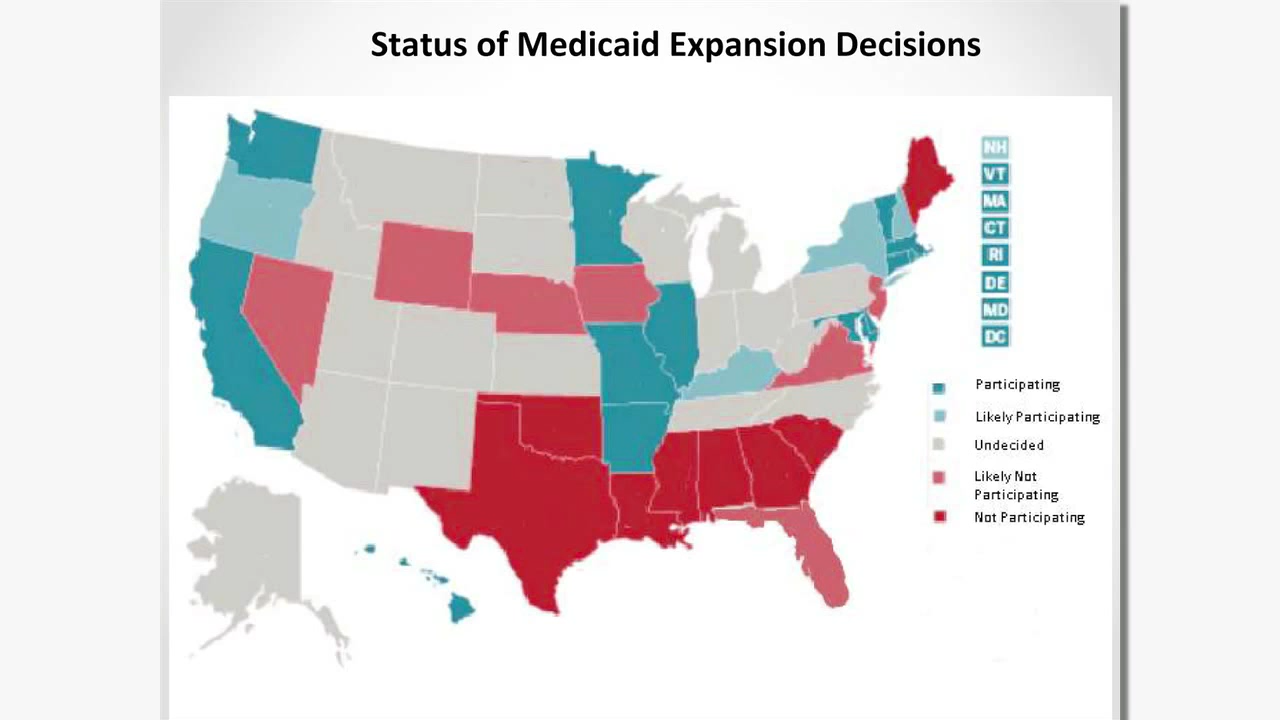 Status of Medicaid Expansion Decisions
NH
VT
MA
CT
RI
DE
MD
DC
Participating
Likely Participating
Undecided
Likely Not
Participating
Not Participating